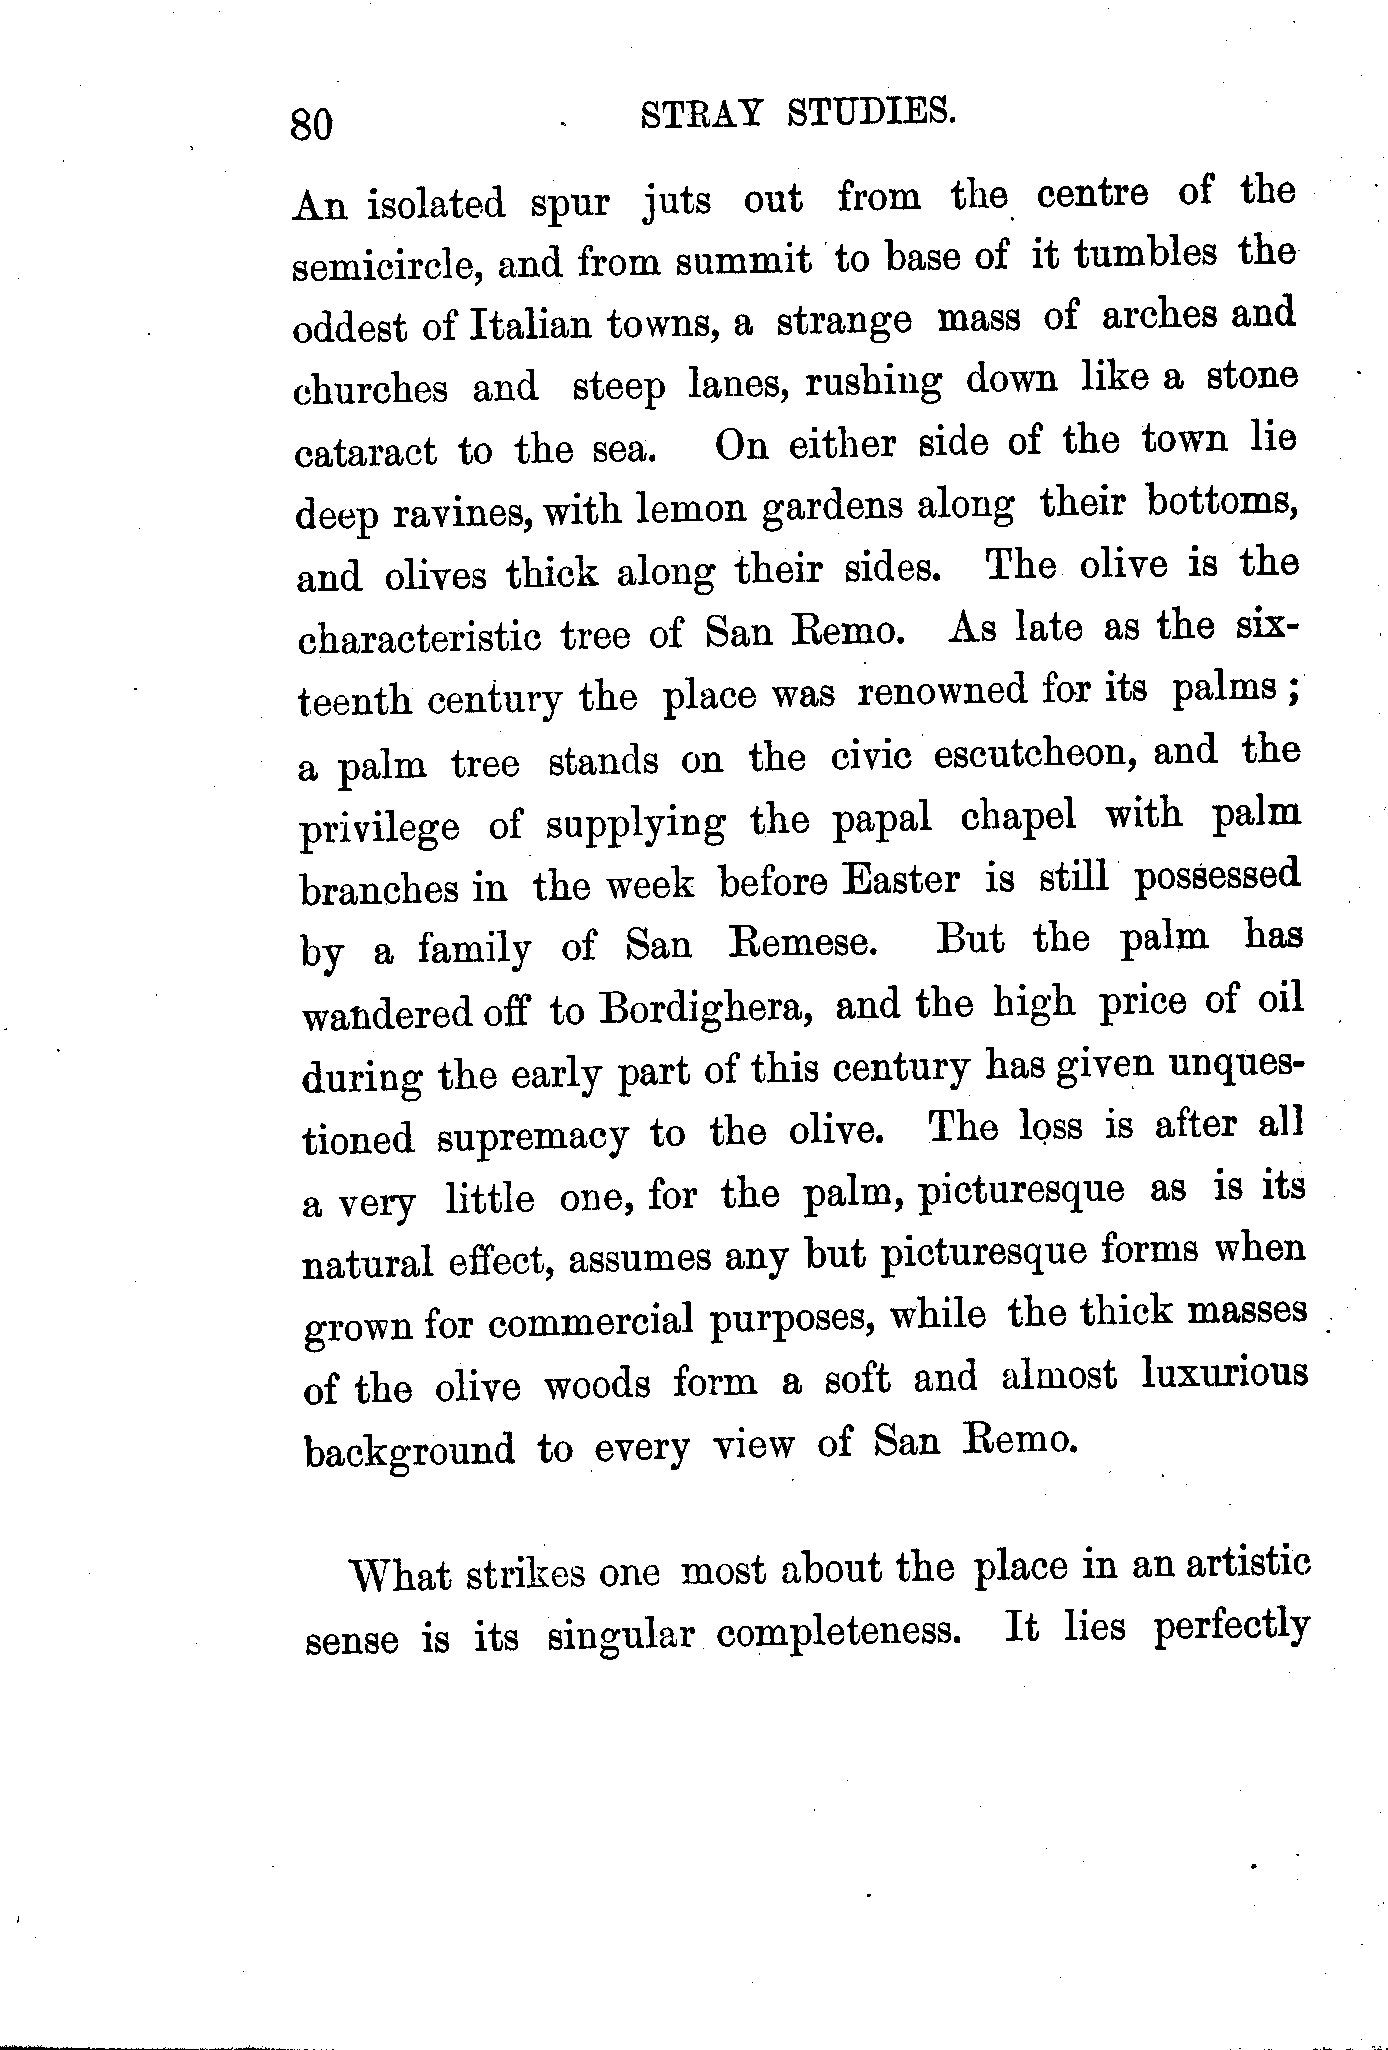 80 STRAY STUDIES.
An isolated spur juts out from the centre of the
semicircle, and from summit to base of it tumbles the
oddest of Italian towns, a strange mass of arches and
churches and steep lanes, rushing down like a stone
cataract to the sea. On either side of the town lie
deep ravines, with lemon gardens along their bottoms,
and olives thick along their sides. The olive is the
characteristic tree of San Remo. As late as the six-
teenth century the place was renowned for its palms ;
a palm tree stands on the civic escutcheon, and the
privilege of supplying the papal chapel with palm
branches in the week before Easter is still possessed
by a family of San Remese. But the palm has
wandered off to Bordighera, and the high price of oil
during the early part of this century has given unques-
tioned supremacy to the olive. The loss is after all
a very little one, for the palm, picturesque as is its
natural effect, assumes any but picturesque forms when
grown for commercial purposes, while the thick masses
of the olive woods form a soft and almost luxurious
background to every view of San Remo.
What strikes one most about the place in an artistic
sense is its singular completeness. It lies perfectly